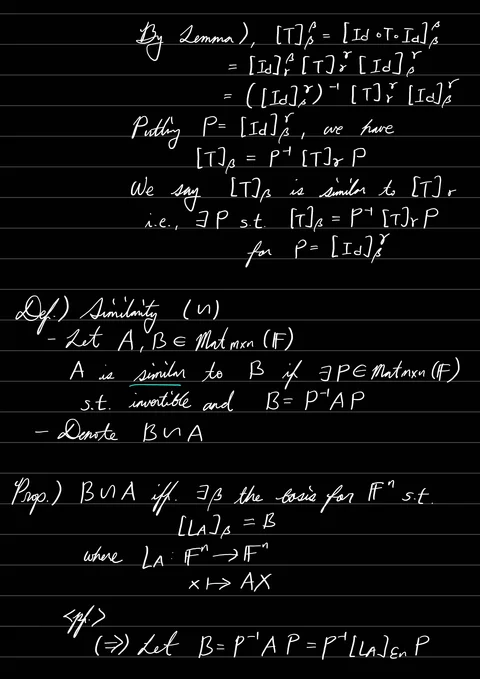 By Lemma), [T]_β^β = [Id∘T∘Id]_β^β
= [Id]_γ^β [T]_γ^γ [Id]_β^γ
= ([Id]_β^γ)^{-1} [T]_γ^γ [Id]_β^γ
Putting P = [Id]_β^γ, we have
[T]_β = P^{-1} [T]_γ P
We say [T]_β is similar to [T]_γ
i.e., ∃P s.t. [T]_β = P^{-1} [T]_γ P
for P = [Id]_β^γ
Def.) Similarity (∽)
- Let A, B ∈ Mat_{m×n}(𝔽)
A is similar to B if ∃P ∈ Mat_{m×n}(𝔽)
s.t. invertible and B = P^{-1}AP
- Denote B∽A
Prop.) B∽A iff. ∃β the basis for 𝔽^n s.t.
[L_A]_β = B
where L_A : 𝔽^n → 𝔽^n
x ↦ AX
<pf.>
(⇒) Let B = P^{-1}AP = P^{-1}[L_A]_{εn} P